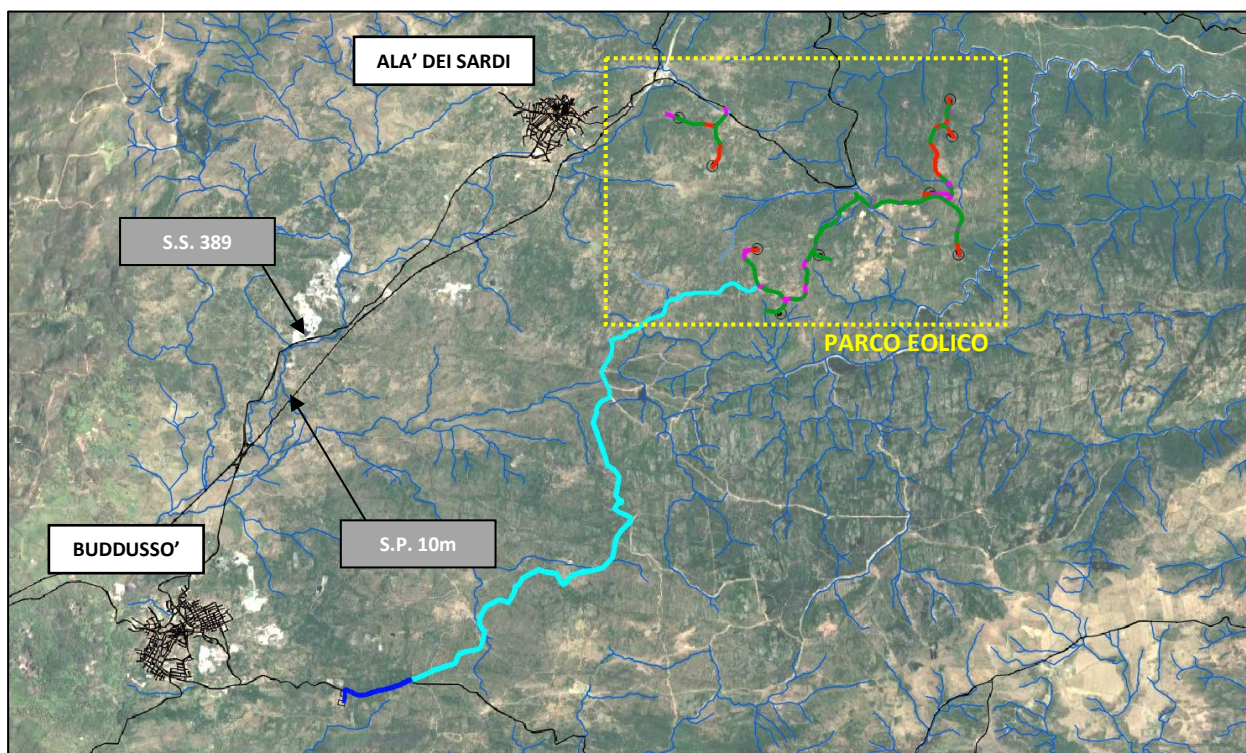 ALA’ DEI SARDI
S.S. 389
PARCO EOLICO
S.P. 10m
BUDDUSSO’